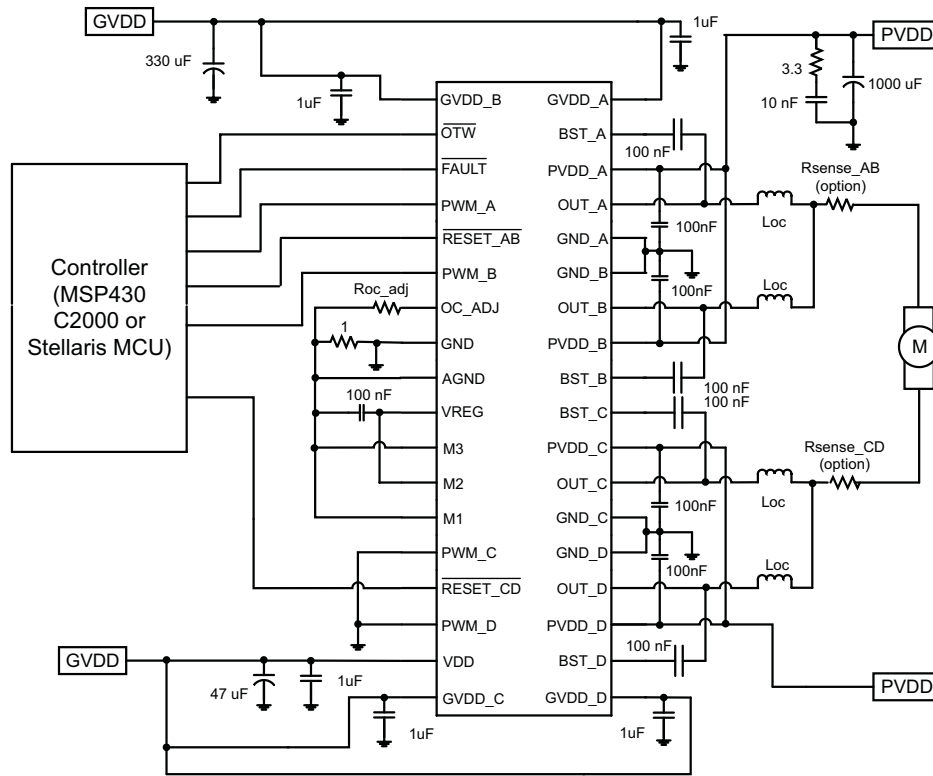 GVDD
1uF
PVDD
330 uF
1uF
3.3
10 nF
1000 uF
GVDD_B
GVDD_A
OTW
BST_A
100 nF
FAULT
PVDD_A
Rsense_AB
(option)
PWM_A
OUT_A
100nF
Loc
RESET_AB
GND_A
Controller
(MSP430
C2000 or
Stellaris MCU)
PWM_B
GND_B
100nF
Roc_adj
OC_ADJ
OUT_B
Loc
1
GND
PVDD_B
M
AGND
BST_B
100 nF
100 nF
100 nF
VREG
BST_C
M3
PVDD_C
Rsense_CD
(option)
M2
OUT_C
Loc
100nF
M1
GND_C
PWM_C
GND_D
100nF
RESET_CD
OUT_D
Loc
PWM_D
PVDD_D
100 nF
GVDD
VDD
BST_D
47 uF
1uF
GVDD_C
GVDD_D
PVDD
1uF
1uF